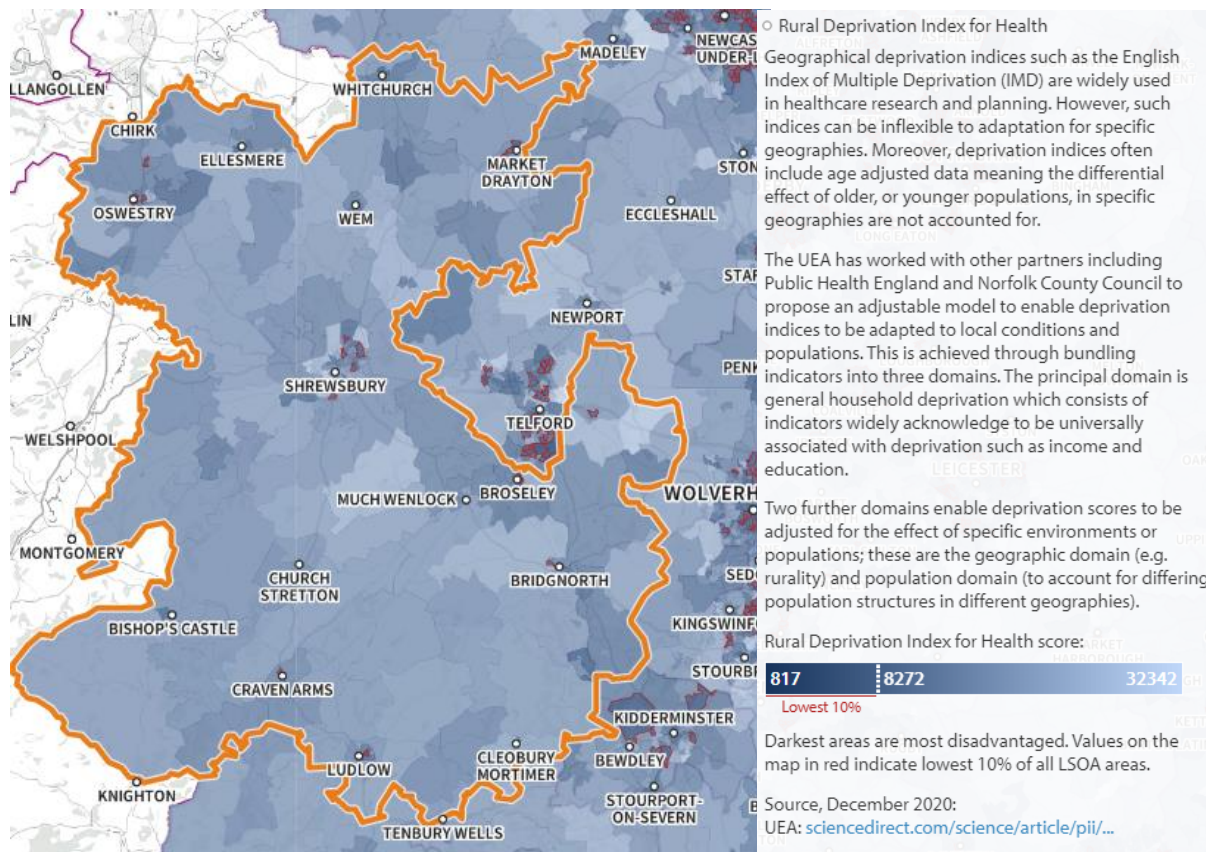 LLANGOLLEN
CHIRK
WHITCHURCH
MADELEY
NEWCAS
UNDER-L
ELLESMERE
MARKET
DRAYTON
STON
OSWESTRY
WEM
ECCLESHALL
STAF
LIN
NEWPORT
PENK
SHREWSBURY
TELFORD
WELSHPOOL
MUCH WENLOCK
BROSELEY
WOLVERH
MONTGOMERY
CHURCH
STRETTON
BRIDGNORTH
SED
BISHOP'S CASTLE
KINGSWINF
STOURB
CRAVEN ARMS
KIDDERMINSTER
LUDLOW
CLEOBURY
MORTIMER
BEWDLEY
KNIGHTON
STOURPORT-
ON-SEVERN
TENBURY WELLS
Rural Deprivation Index for Health
Geographical deprivation indices such as the English
Index of Multiple Deprivation (IMD) are widely used
in healthcare research and planning. However, such
indices can be inflexible to adaptation for specific
geographies. Moreover, deprivation indices often
include age adjusted data meaning the differential
effect of older, or younger populations, in specific
geographies are not accounted for.
The UEA has worked with other partners including
Public Health England and Norfolk County Council to
propose an adjustable model to enable deprivation
indices to be adapted to local conditions and
populations. This is achieved through bundling
indicators into three domains. The principal domain is
general household deprivation which consists of
indicators widely acknowledge to be universally
associated with deprivation such as income and
education.
LEICESTER
Two further domains enable deprivation scores to be
adjusted for the effect of specific environments or
populations; these are the geographic domain (e.g.
rurality) and population domain (to account for differing
population structures in different geographies).
Rural Deprivation Index for Health score:
817 8272 32342
Lowest 10%
Darkest areas are most disadvantaged. Values on the
map in red indicate lowest 10% of all LSOA areas.
Source, December 2020:
UEA: sciencedirect.com/science/article/pii/...